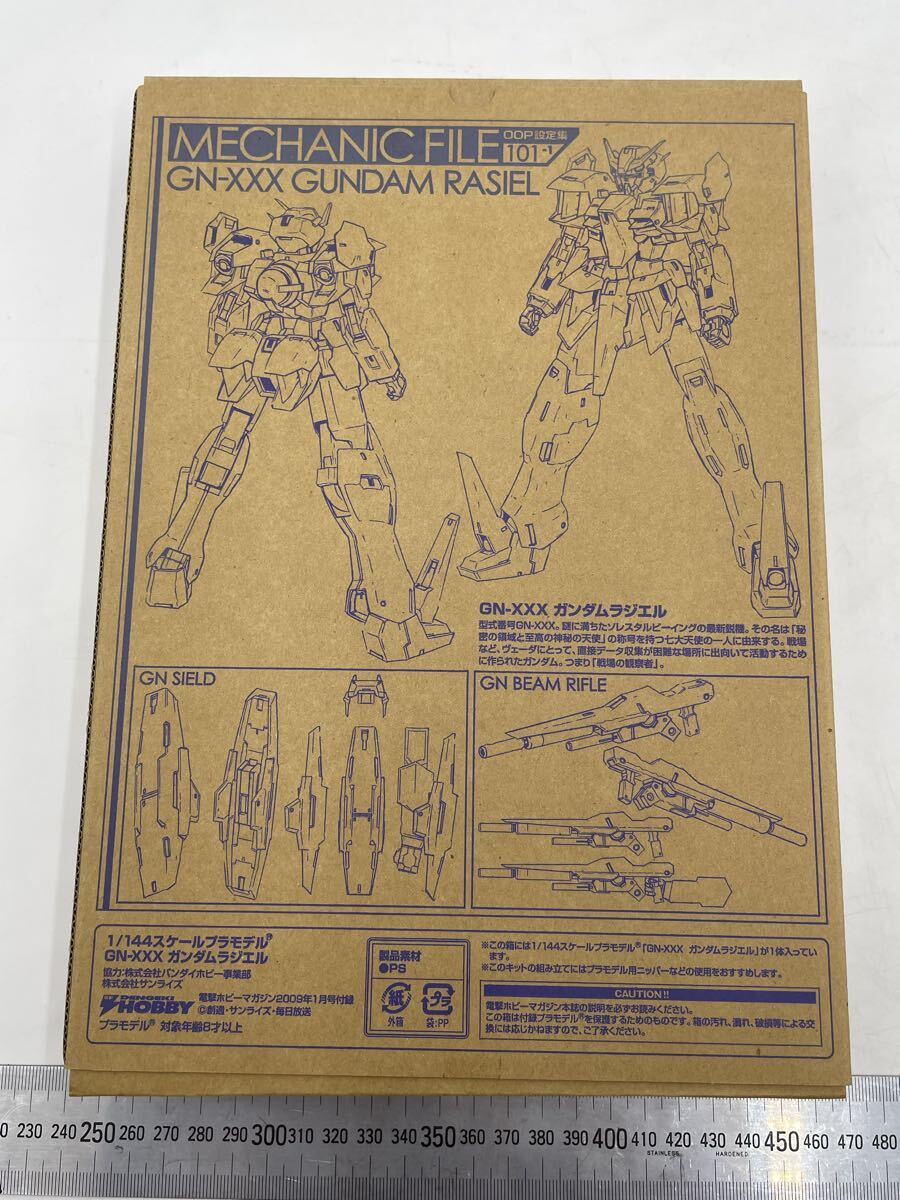 MECHANIC FILE
OOP設定集
101-1
GN-XXX GUNDAM RASIEL
GN-XXX ガンダムラジエル
型式番号GN-XXX。謎に満ちたソレスタルビーイングの最新鋭機。その名は「秘
密の領域と至高の神秘の天使」の称号を持つ七大天使の一人に由来する。戦場
など、ヴェーダにとって、直接データ収集が困難な場所に出向いて活動するため
に作られたガンダム。つまり「戦場の観察者」。
GN SIELD
GN BEAM RIFLE
1/144スケールプラモデル®
GN-XXX ガンダムラジエル
協力:株式会社バンダイホビー事業部
株式会社サンライズ
DENGEKI HOBBY
電撃ホビーマガジン2009年1月号付録
©創通・サンライズ・毎日放送
プラモデル® 対象年齢8才以上
製品素材
●PS
紙
外箱
プラ
袋:PP
※この箱には1/144スケールプラモデル®「GN-XXX ガンダムラジエル」が1体入ってい
ます。
※このキットの組み立てにはプラモデル用ニッパーなどの使用をおすすめします。
CAUTION!!
電撃ホビーマガジン本誌の説明を必ずお読みください。
この箱は付録プラモデル®を保護するためのものです。箱の汚れ、潰れ、破損等による交
換には応じかねますので、ご了承ください。
230 240 250 260 270 280 290 300 310 320 330 340 350 360 370 380 390 400 410 420 430 440 450 460 470 480
STAINLESS HARDENED